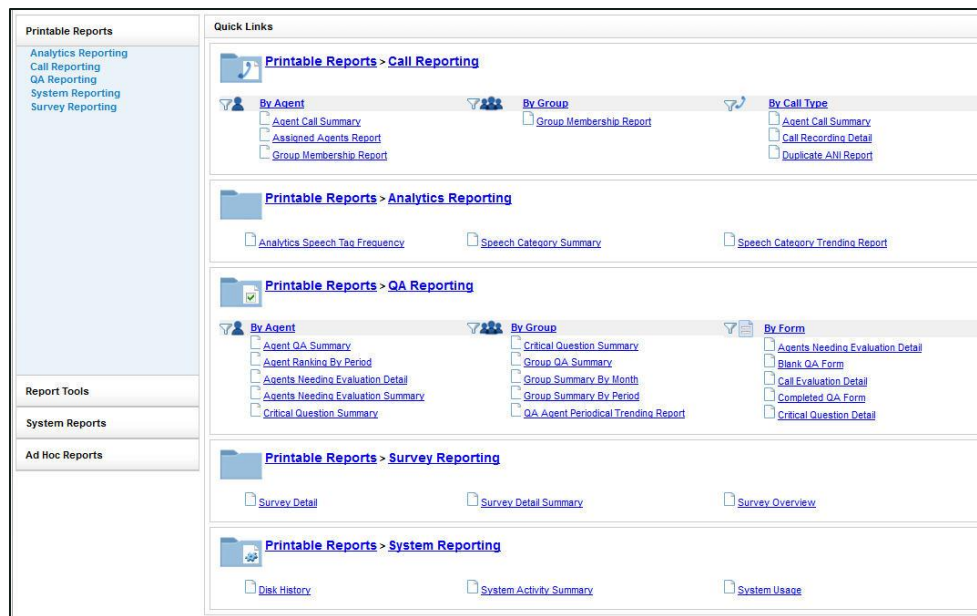 Printable Reports
Analytics Reporting
Call Reporting
QA Reporting
System Reporting
Survey Reporting
Report Tools
System Reports
Ad Hoc Reports
Quick Links
Printable Reports > Call Reporting
By Agent
Agent Call Summary
Assigned Agents Report
Group Membership Report
By Group
Group Membership Report
By Call Type
Agent Call Summary
Call Recording Detail
Duplicate ANI Report
Printable Reports > Analytics Reporting
Analytics Speech Tag Frequency
Speech Category Summary
Speech Category Trending Report
Printable Reports > QA Reporting
By Agent
Agent QA Summary
Agent Ranking By Period
Agents Needing Evaluation Detail
Agents Needing Evaluation Summary
Critical Question Summary
By Group
Critical Question Summary
Group QA Summary
Group Summary By Month
Group Summary By Period
QA Agent Periodical Trending Report
By Form
Agents Needing Evaluation Detail
Blank QA Form
Call Evaluation Detail
Completed QA Form
Critical Question Detail
Printable Reports > Survey Reporting
Survey Detail
Survey Detail Summary
Survey Overview
Printable Reports > System Reporting
Disk History
System Activity Summary
System Usage